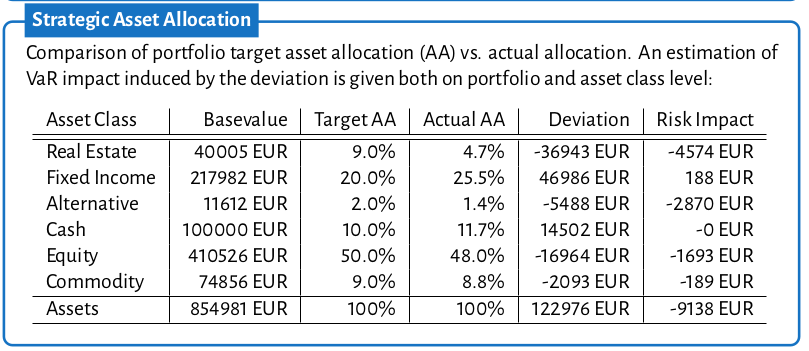 Strategic Asset Allocation
Comparison of portfolio target asset allocation (AA) vs. actual allocation. An estimation of
VaR impact induced by the deviation is given both on portfolio and asset class level:
Asset Class Basevalue Target AA Actual AA Deviation Risk Impact
Real Estate 40005 EUR 9.0% 4.7% -36943 EUR -4574 EUR
Fixed Income 217982 EUR 20.0% 25.5% 46986 EUR 188 EUR
Alternative 11612 EUR 2.0% 1.4% -5488 EUR -2870 EUR
Cash 100000 EUR 10.0% 11.7% 14502 EUR -0 EUR
Equity 410526 EUR 50.0% 48.0% -16964 EUR -1693 EUR
Commodity 74856 EUR 9.0% 8.8% -2093 EUR -189 EUR
Assets 854981 EUR 100% 100% 122976 EUR -9138 EUR